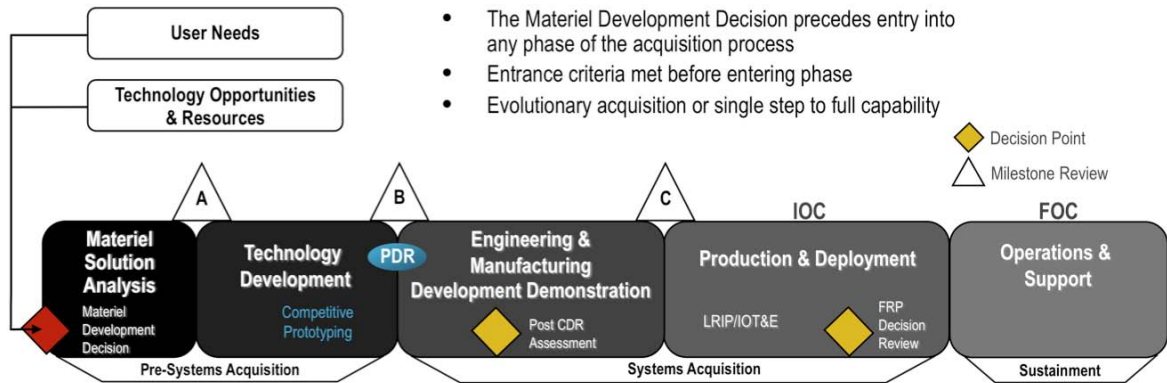 User Needs
Technology Opportunities
& Resources
• The Materiel Development Decision precedes entry into
any phase of the acquisition process
• Entrance criteria met before entering phase
• Evolutionary acquisition or single step to full capability
Decision Point
Milestone Review
A
B
C
IOC
FOC
Materiel
Solution
Analysis
Materiel
Development
Decision
Technology
Development
Competitive
Prototyping
PDR
Engineering &
Manufacturing
Development Demonstration
Post CDR
Assessment
Production & Deployment
LRIP/IOT&E
FRP
Decision
Review
Operations &
Support
Pre-Systems Acquisition
Systems Acquisition
Sustainment